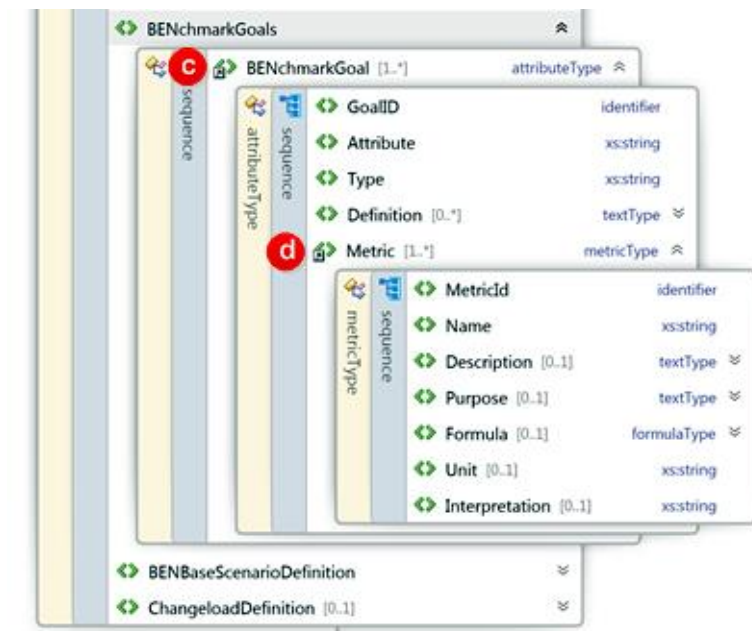 BENchmarkGoals
c BENchmarkGoal [1..*] attributeType
sequence
attributeType
sequence
GoalID identifier
Attribute xs:string
Type xs:string
Definition [0..*] textType
d Metric [1..*] metricType
metricType
sequence
MetricId identifier
Name xs:string
Description [0..1] textType
Purpose [0..1] textType
Formula [0..1] formulaType
Unit [0..1] xs:string
Interpretation [0..1] xs:string
BENBaseScenarioDefinition
ChangeloadDefinition [0..1]